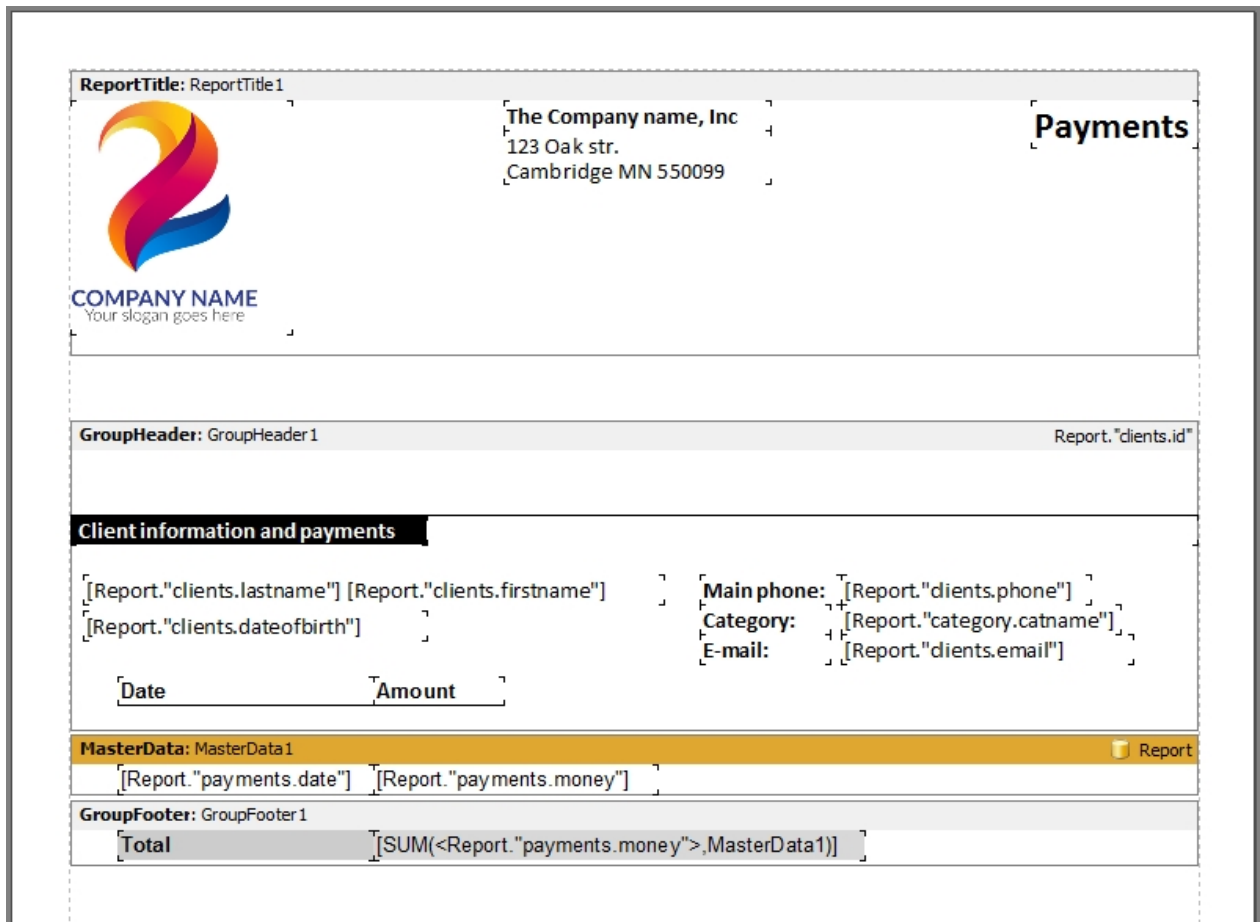 ReportTitle: ReportTitle1
The Company name, Inc
Payments
123 Oak str.
Cambridge MN 550099
COMPANY NAME
Your slogan goes here
GroupHeader: GroupHeader1 Report."clients.id"
Client information and payments
[Report."clients.lastname"] [Report."clients.firstname"] Main phone: [Report."clients.phone"]
[Report."clients.dateofbirth"] Category: [Report."category.catname"]
E-mail: [Report."clients.email"]
Date Amount
MasterData: MasterData1 Report
[Report."payments.date"] [Report."payments.money"]
GroupFooter: GroupFooter1
Total [SUM(<Report."payments.money">,MasterData1)]